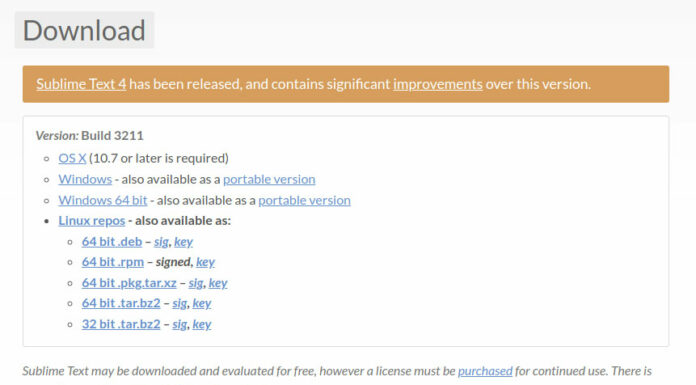 Download
Sublime Text 4 has been released, and contains significant improvements over this version.
Version: Build 3211
OS X (10.7 or later is required)
Windows - also available as a portable version
Windows 64 bit - also available as a portable version
Linux repos - also available as:
64 bit .deb – sig, key
64 bit .rpm – signed, key
64 bit .pkg.tar.xz – sig, key
64 bit .tar.bz2 – sig, key
32 bit .tar.bz2 – sig, key
Sublime Text may be downloaded and evaluated for free, however a license must be purchased for continued use. There is